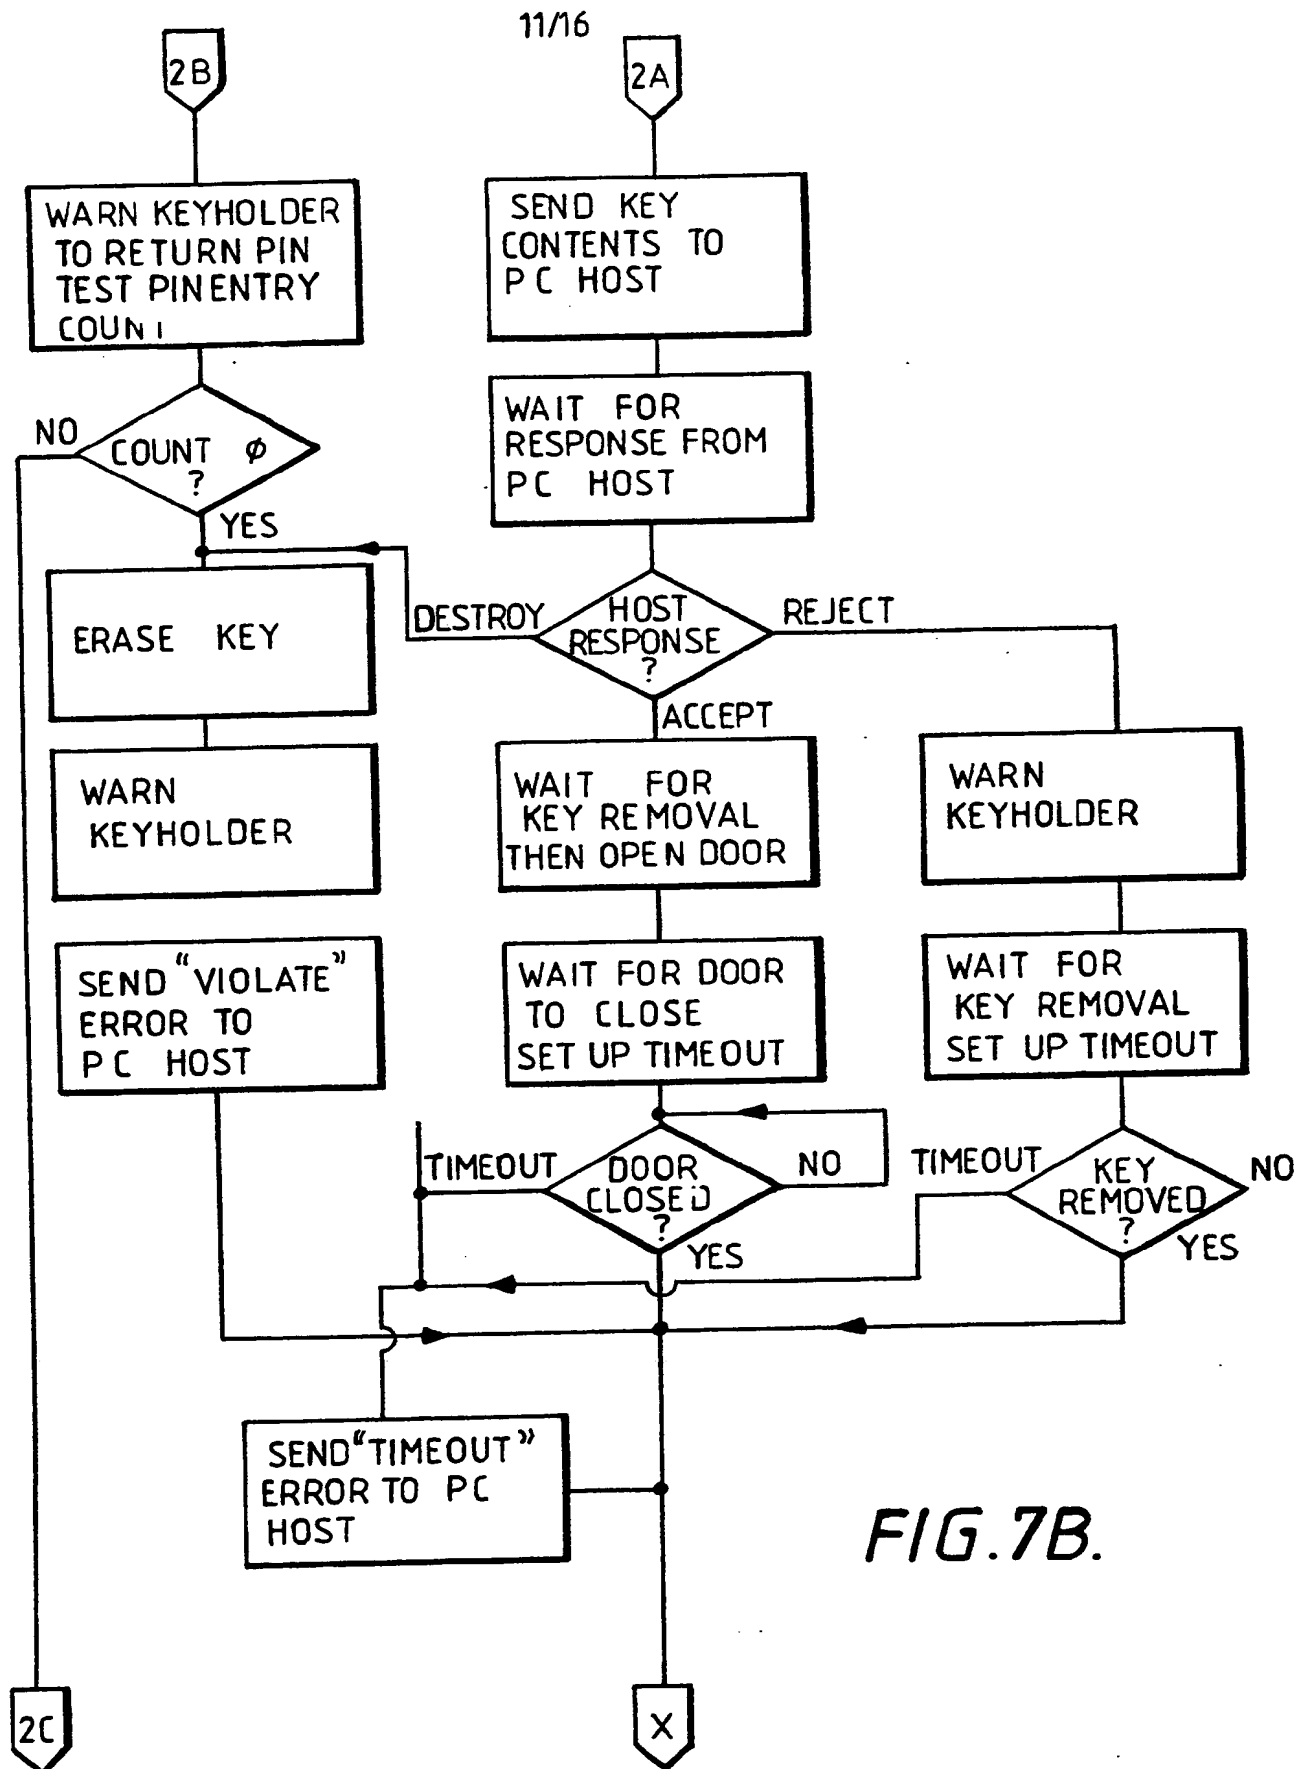 11/16
2B
2A
WARN KEYHOLDER
TO RETURN PIN
TEST PIN ENTRY
COUNT
SEND KEY
CONTENTS TO
PC HOST
WAIT FOR
RESPONSE FROM
PC HOST
NO
COUNT φ
?
YES
DESTROY
HOST
RESPONSE
?
REJECT
ACCEPT
ERASE KEY
WARN
KEYHOLDER
WAIT FOR
KEY REMOVAL
THEN OPEN DOOR
WARN
KEYHOLDER
SEND "VIOLATE"
ERROR TO
PC HOST
WAIT FOR DOOR
TO CLOSE
SET UP TIMEOUT
WAIT FOR
KEY REMOVAL
SET UP TIMEOUT
TIMEOUT
DOOR
CLOSED
?
NO
YES
TIMEOUT
KEY
REMOVED
?
NO
YES
SEND "TIMEOUT"
ERROR TO PC
HOST
FIG. 7B.
2C
X